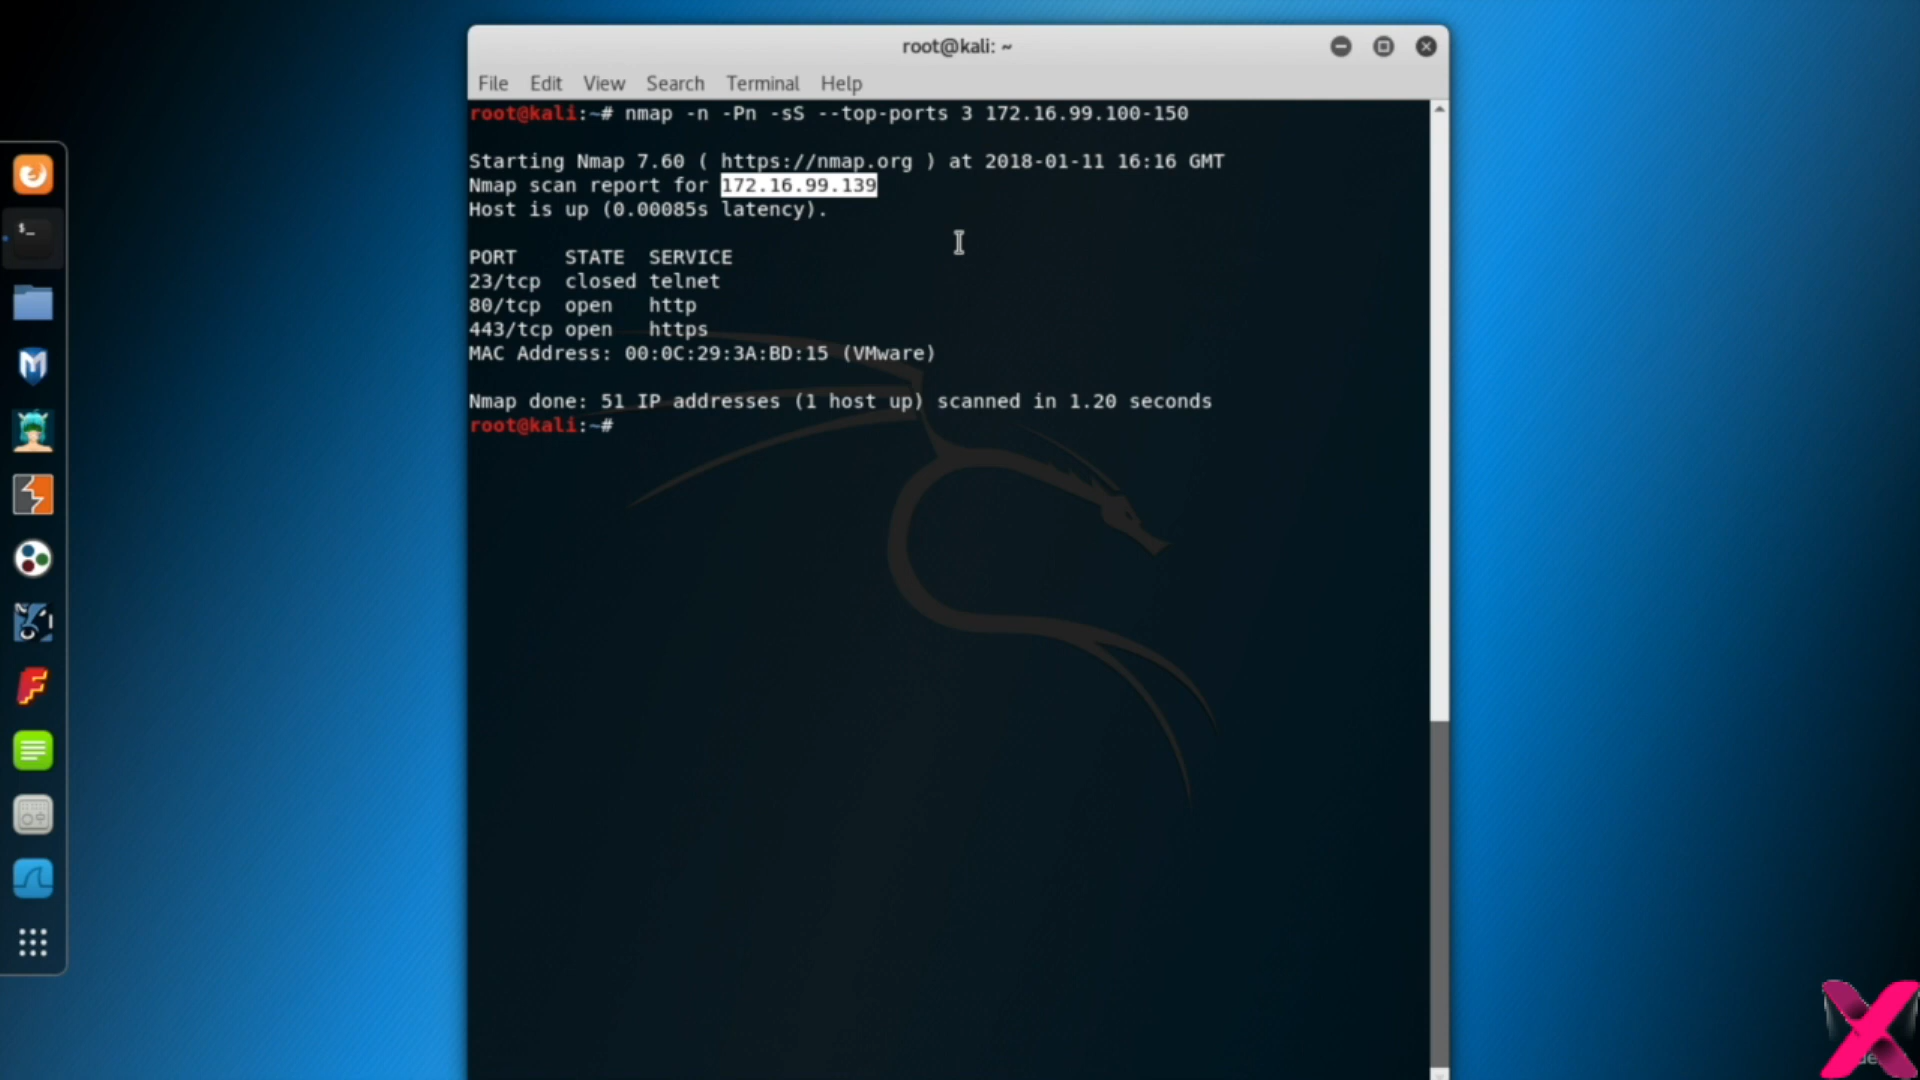 root@kali: ~
File Edit View Search Terminal Help
root@kali:~# nmap -n -Pn -sS --top-ports 3 172.16.99.100-150
Starting Nmap 7.60 ( https://nmap.org ) at 2018-01-11 16:16 GMT
Nmap scan report for 172.16.99.139
Host is up (0.00085s latency).
PORT    STATE  SERVICE
23/tcp  closed telnet
80/tcp  open   http
443/tcp open   https
MAC Address: 00:0C:29:3A:BD:15 (VMware)
Nmap done: 51 IP addresses (1 host up) scanned in 1.20 seconds
root@kali:~#